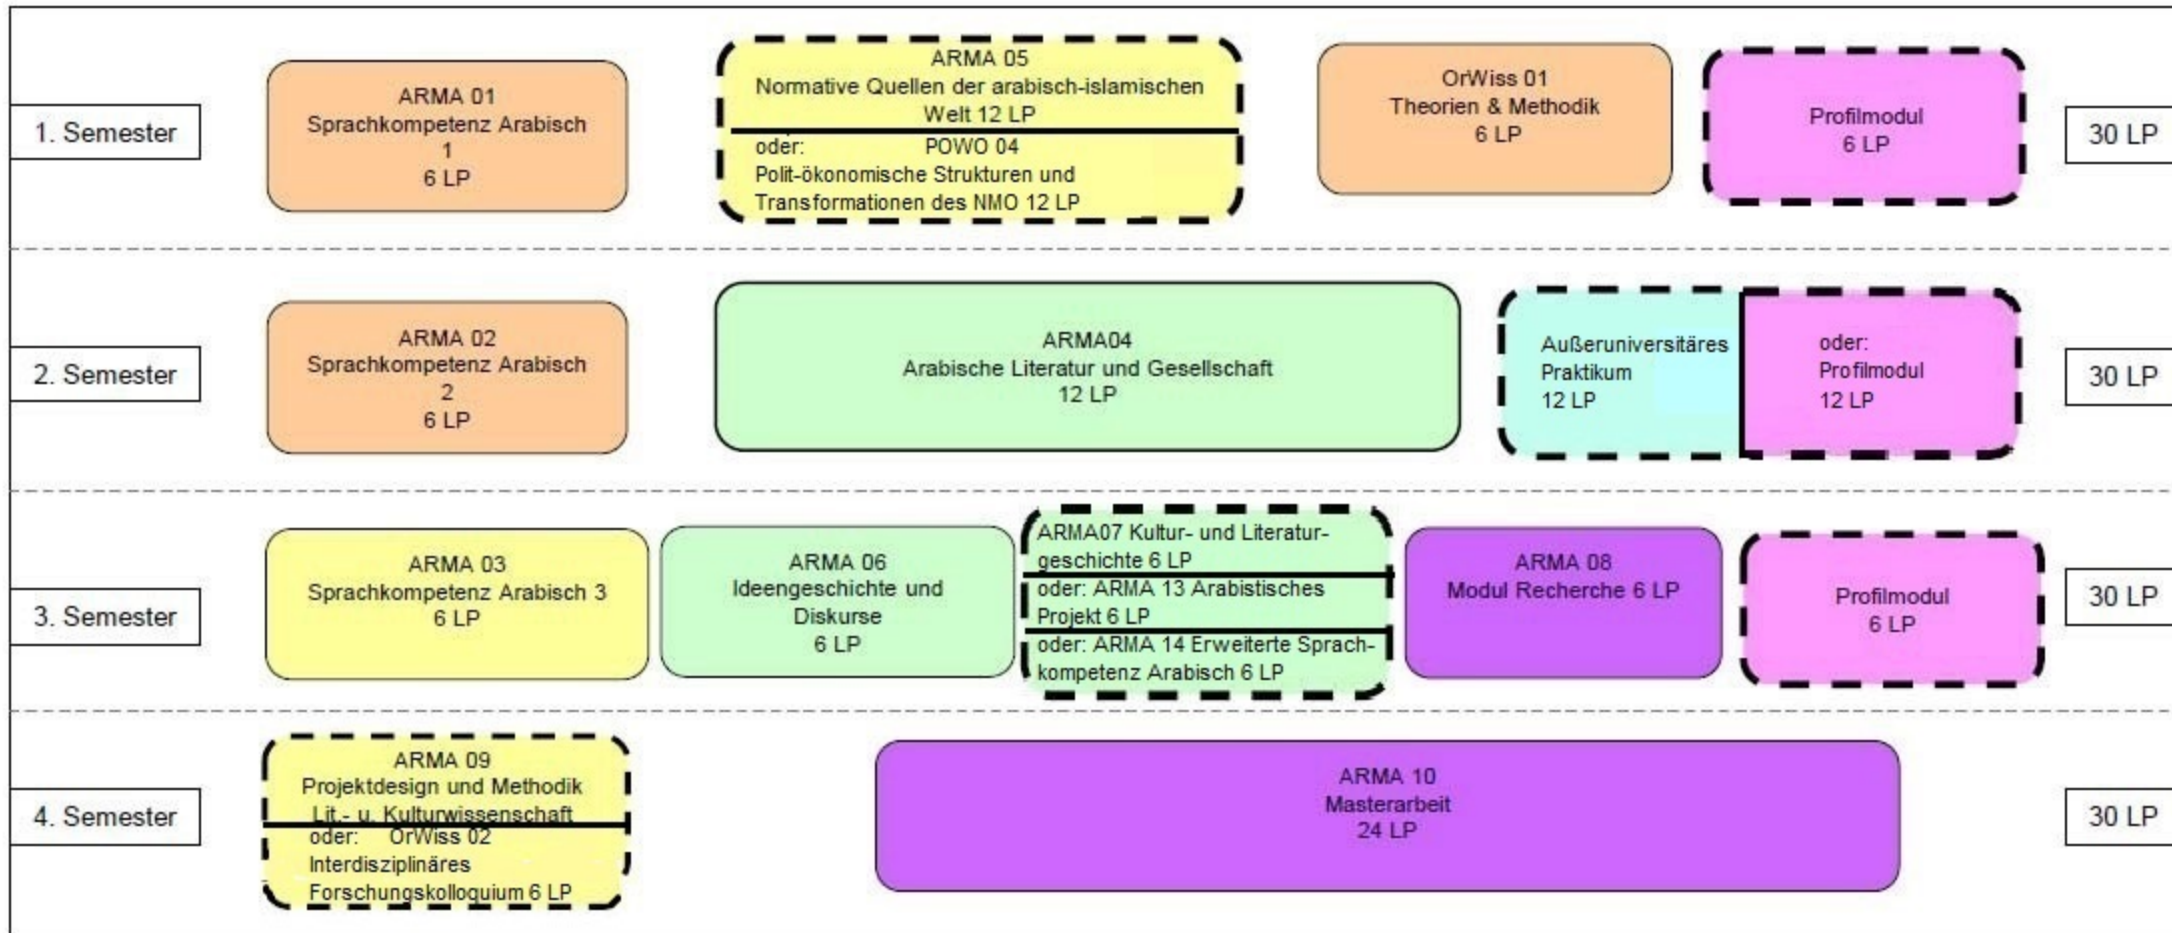 1. Semester
ARMA 01
Sprachkompetenz Arabisch
1
6 LP
ARMA 05
Normative Quellen der arabisch-islamischen
Welt 12 LP
oder: POWO 04
Polit-ökonomische Strukturen und
Transformationen des NMO 12 LP
OrWiss 01
Theorien & Methodik
6 LP
Profilmodul
6 LP
30 LP
2. Semester
ARMA 02
Sprachkompetenz Arabisch
2
6 LP
ARMA04
Arabische Literatur und Gesellschaft
12 LP
Außeruniversitäres
Praktikum
12 LP
oder:
Profilmodul
12 LP
30 LP
3. Semester
ARMA 03
Sprachkompetenz Arabisch 3
6 LP
ARMA 06
Ideengeschichte und
Diskurse
6 LP
ARMA07 Kultur- und Literatur-
geschichte 6 LP
oder: ARMA 13 Arabistisches
Projekt 6 LP
oder: ARMA 14 Erweiterte Sprach-
kompetenz Arabisch 6 LP
ARMA 08
Modul Recherche 6 LP
Profilmodul
6 LP
30 LP
4. Semester
ARMA 09
Projektdesign und Methodik
Lit.- u. Kulturwissenschaft
oder: OrWiss 02
Interdisziplinäres
Forschungskolloquium 6 LP
ARMA 10
Masterarbeit
24 LP
30 LP